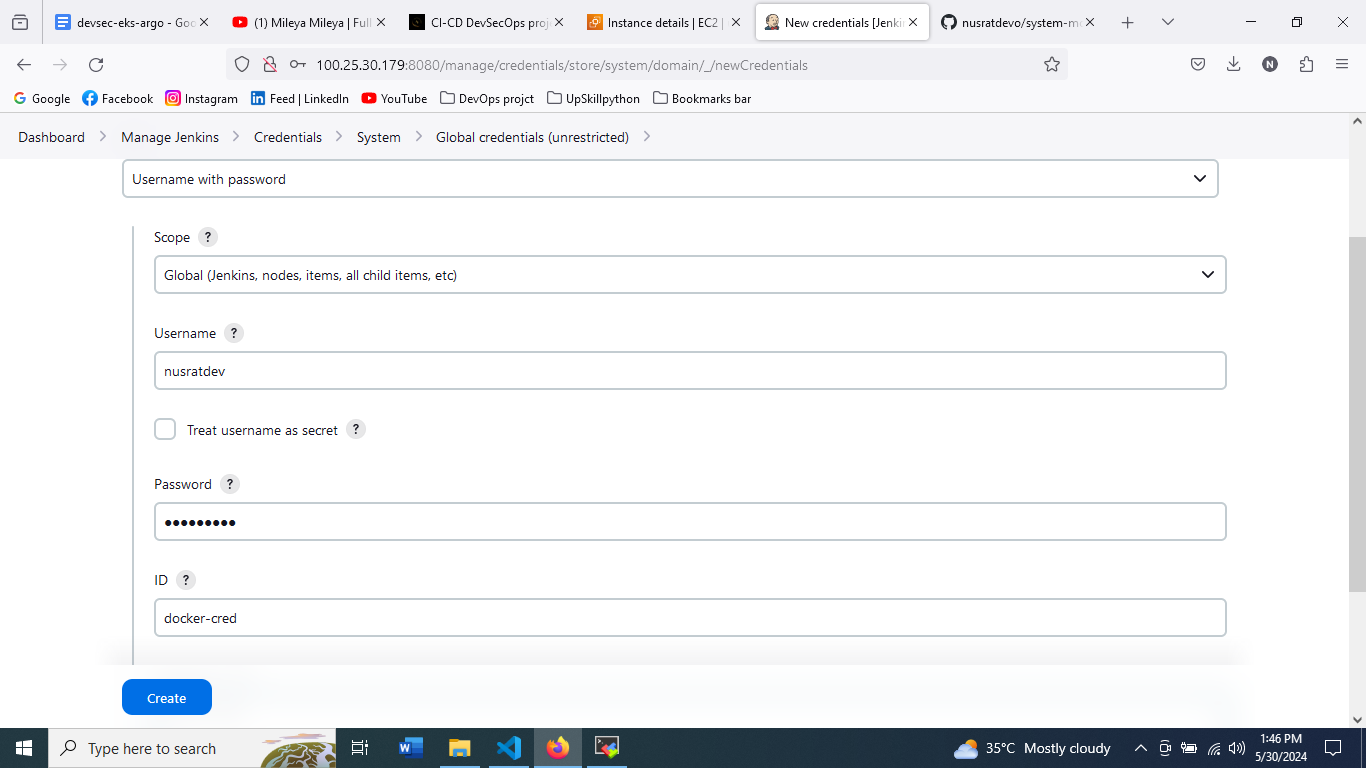 devsec-eks-argo - Goo
(1) Mileya Mileya | Full
CI-CD DevSecOps proj
Instance details | EC2 |
New credentials [Jenki
nusratdevo/system-mo
100.25.30.179:8080/manage/credentials/store/system/domain/_/newCredentials
N
Google
Facebook
Instagram
Feed | LinkedIn
YouTube
DevOps projct
UpSkillpython
Bookmarks bar
Dashboard
Manage Jenkins
Credentials
System
Global credentials (unrestricted)
Username with password
Scope ?
Global (Jenkins, nodes, items, all child items, etc)
Username ?
nusratdev
Treat username as secret ?
Password ?
•••••••••
ID ?
docker-cred
Create
Type here to search
35°C Mostly cloudy
1:46 PM
5/30/2024